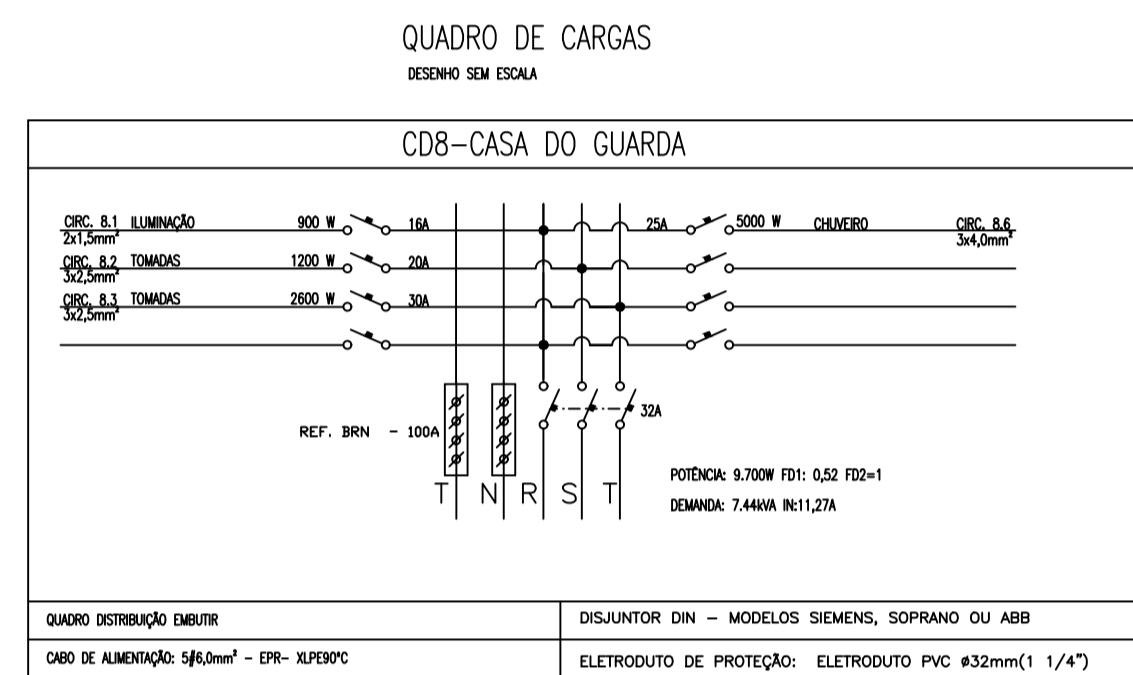 QUADRO DE CARGAS
DESENHO SEM ESCALA
CD8-CASA DO GUARDA
CIRC. 8.1 ILUMINAÇÃO 900 W 16A 25A 5000 W CHUVEIRO CIRC. 8.6
2x1,5mm² 3x4,0mm²
CIRC. 8.2 TOMADAS 1200 W 20A
3x2,5mm²
CIRC. 8.3 TOMADAS 2600 W 30A
3x2,5mm²
32A
REF. BRN - 100A
POTÊNCIA: 9.700W FD1: 0,52 FD2=1
T N R S T
DEMANDA: 7.44kVA IN:11,27A
QUADRO DISTRIBUIÇÃO EMBUTIR
DISJUNTOR DIN - MODELOS SIEMENS, SOPRANO OU ABB
CABO DE ALIMENTAÇÃO: 5#6,0mm² - EPR- XLPE90°C
ELETRODUTO DE PROTEÇÃO: ELETRODUTO PVC ø32mm(1 1/4")